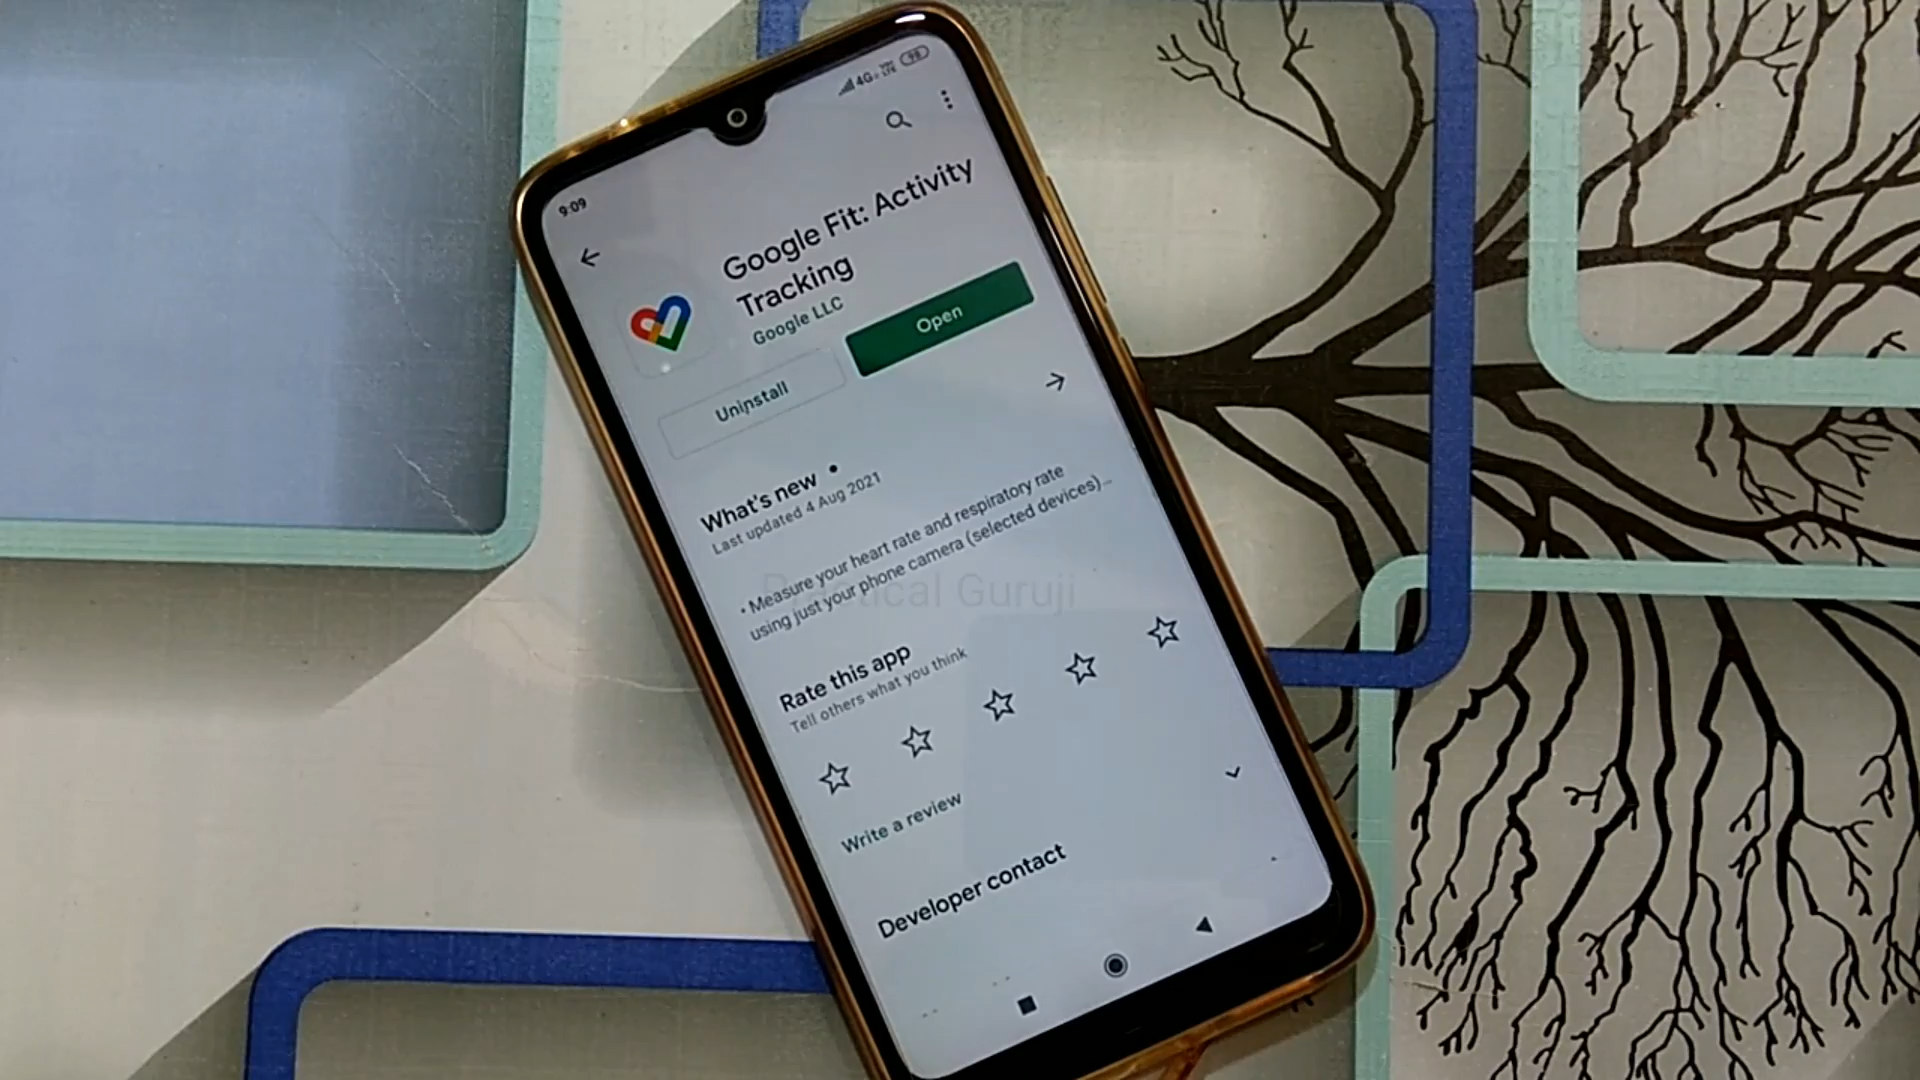 4G
98
9:09
Google Fit: Activity
Tracking
Google LLC
Uninstall
Open
What's new
Last updated 4 Aug 2021
• Measure your heart rate and respiratory rate
using just your phone camera (selected devices)...
Practical Guruji
Rate this app
Tell others what you think
Write a review
Developer contact